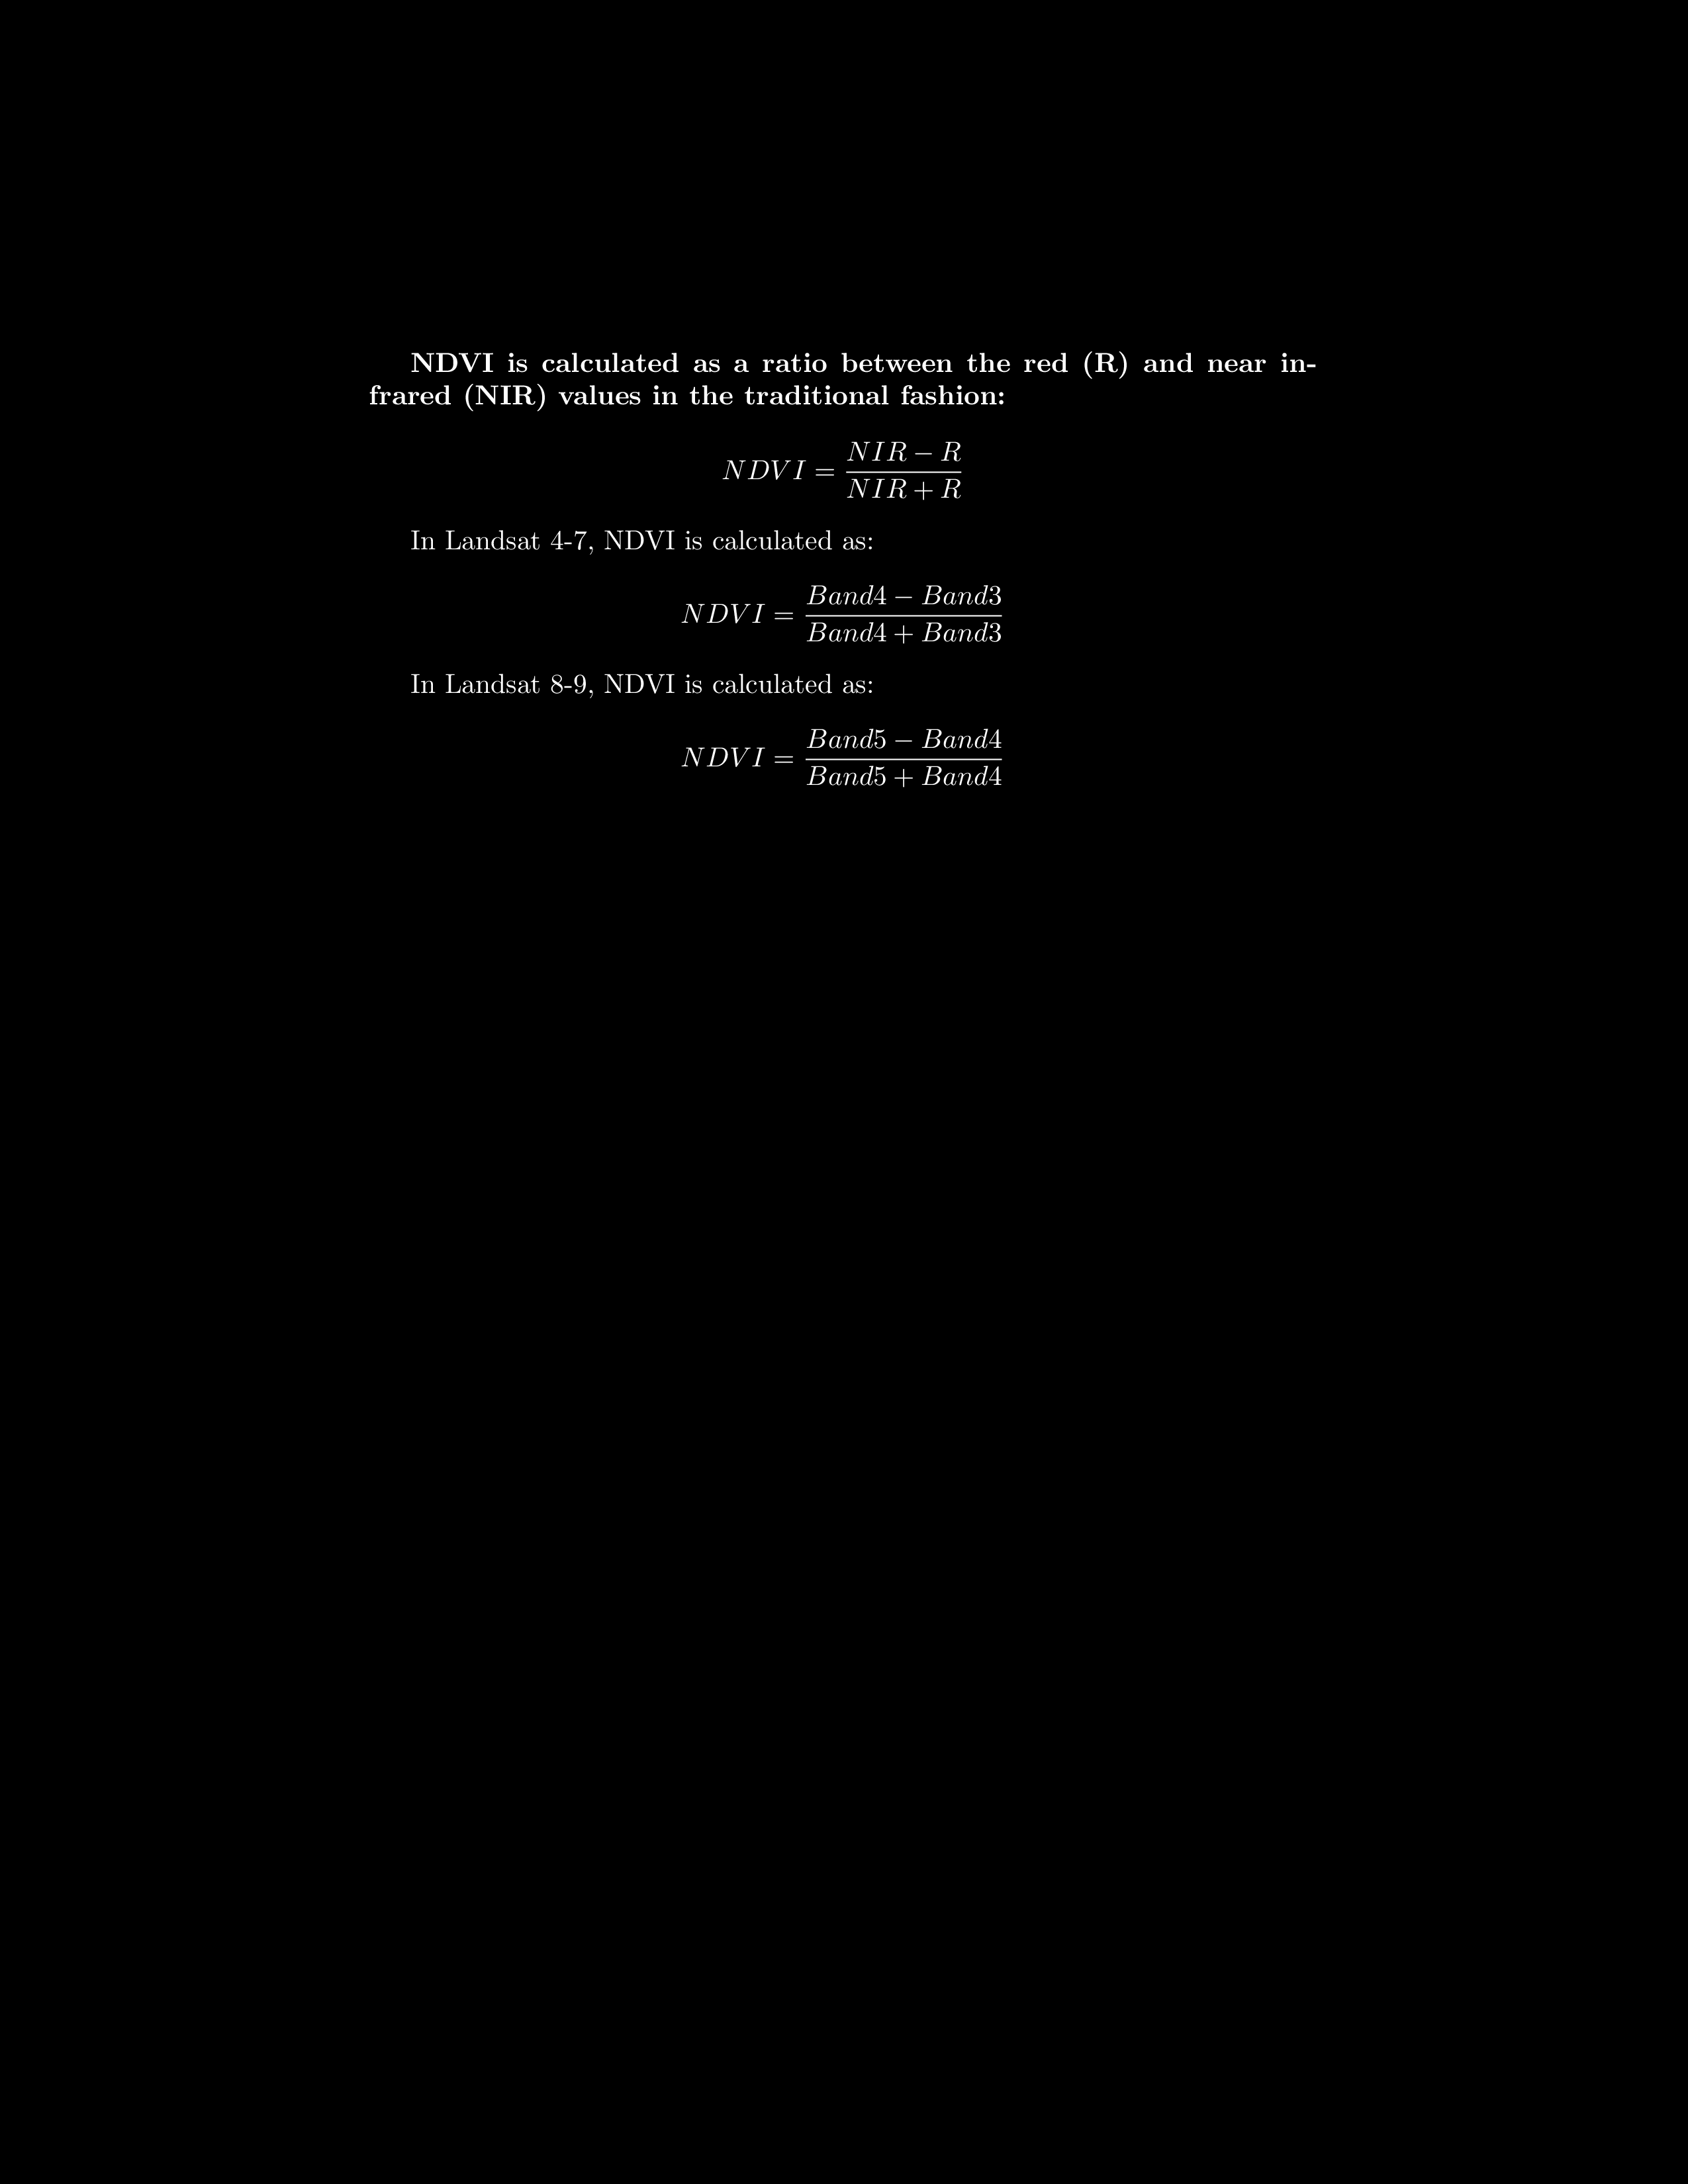 NDVI is calculated as a ratio between the red (R) and near in-
frared (NIR) values in the traditional fashion:
NDVI = \frac{NIR - R}{NIR + R}
In Landsat 4-7, NDVI is calculated as:
NDVI = \frac{Band4 - Band3}{Band4 + Band3}
In Landsat 8-9, NDVI is calculated as:
NDVI = \frac{Band5 - Band4}{Band5 + Band4}